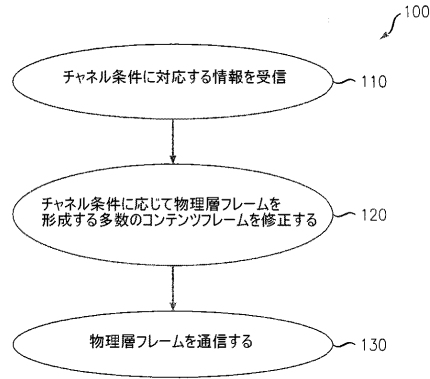 100
チャネル条件に対応する情報を受信
110
チャネル条件に応じて物理層フレームを
形成する多数のコンテンツフレームを修正する
120
物理層フレームを通信する
130